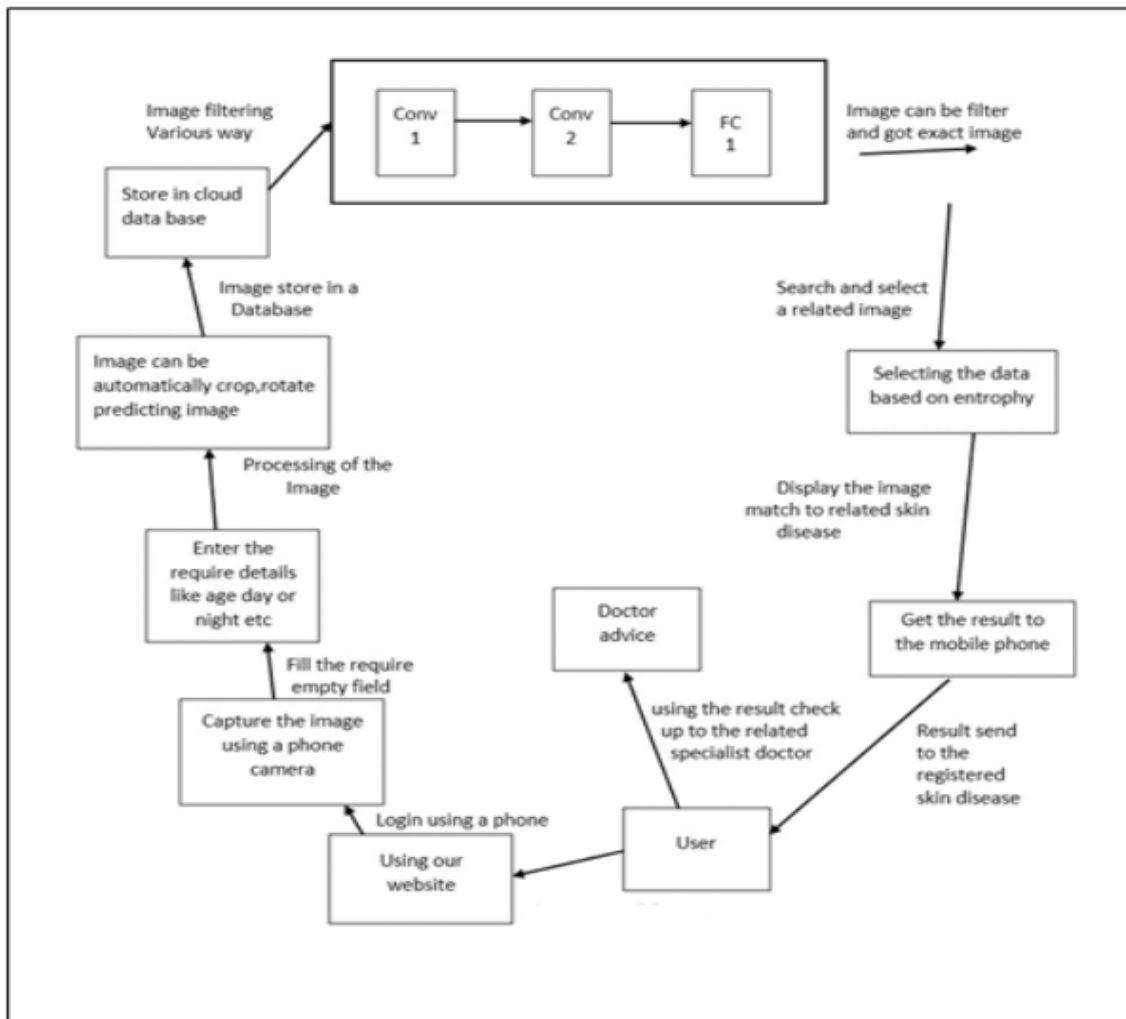 Image filtering
Various way
Conv
1
Conv
2
FC
1
Image can be filter
and got exact image
Store in cloud
data base
Image store in a
Database
Search and select
a related image
Image can be
automatically crop,rotate
predicting image
Selecting the data
based on entrophy
Processing of the
Image
Display the image
match to related skin
disease
Enter the
require details
like age day or
night etc
Doctor
advice
Get the result to
the mobile phone
Fill the require
empty field
Capture the image
using a phone
camera
using the result check
up to the related
specialist doctor
Result send
to the
registered
skin disease
Login using a phone
Using our
website
User